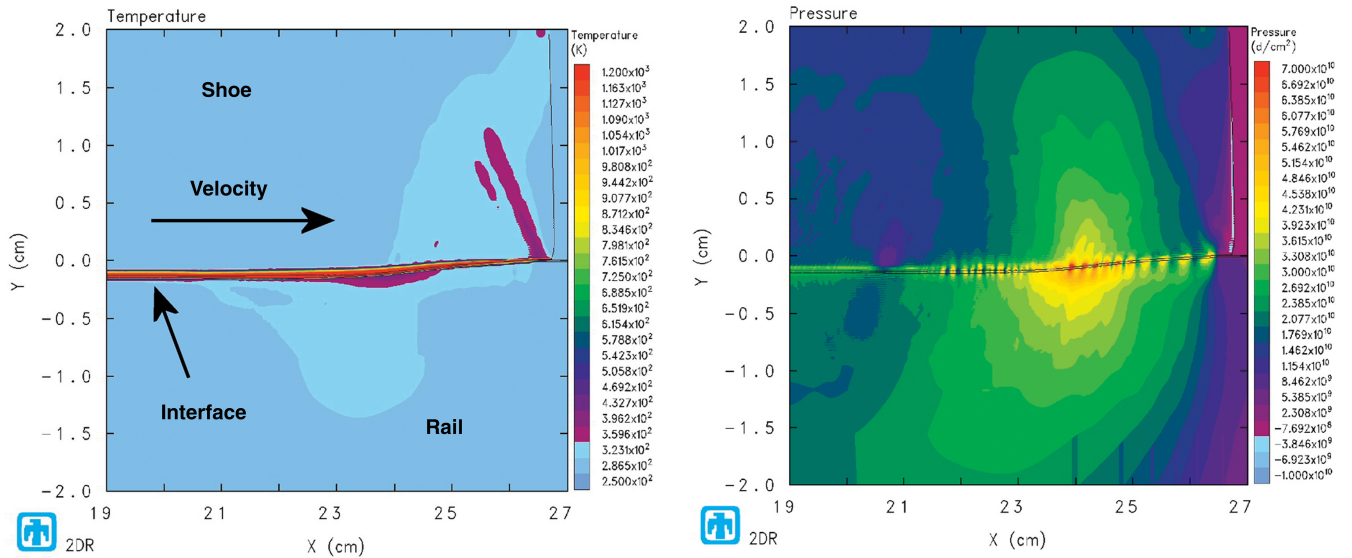 Temperature
2.0
1.5
1.0
0.5
0.0
-0.5
-1.0
-1.5
-2.0
Y (cm)
19 21 23 25 27
X (cm)
2DR
Shoe
Velocity
Interface
Rail
Temperature
(K)
1.200x10³
1.163x10³
1.127x10³
1.090x10³
1.054x10³
1.017x10³
9.808x10²
9.442x10²
9.077x10²
8.712x10²
8.346x10²
7.981x10²
7.615x10²
7.250x10²
6.885x10²
6.519x10²
6.154x10²
5.788x10²
5.423x10²
5.058x10²
4.692x10²
4.327x10²
3.962x10²
3.596x10²
3.231x10²
2.865x10²
2.500x10²
Pressure
2.0
1.5
1.0
0.5
0.0
-0.5
-1.0
-1.5
-2.0
Y (cm)
19 21 23 25 27
X (cm)
2DR
Pressure
(d/cm²)
7.000x10¹⁰
6.692x10¹⁰
6.385x10¹⁰
6.077x10¹⁰
5.769x10¹⁰
5.462x10¹⁰
5.154x10¹⁰
4.846x10¹⁰
4.538x10¹⁰
4.231x10¹⁰
3.923x10¹⁰
3.615x10¹⁰
3.308x10¹⁰
3.000x10¹⁰
2.692x10¹⁰
2.385x10¹⁰
2.077x10¹⁰
1.769x10¹⁰
1.462x10¹⁰
1.154x10¹⁰
8.462x10⁹
5.385x10⁹
2.308x10⁹
-7.692x10⁸
-3.846x10⁹
-6.923x10⁹
-1.000x10¹⁰